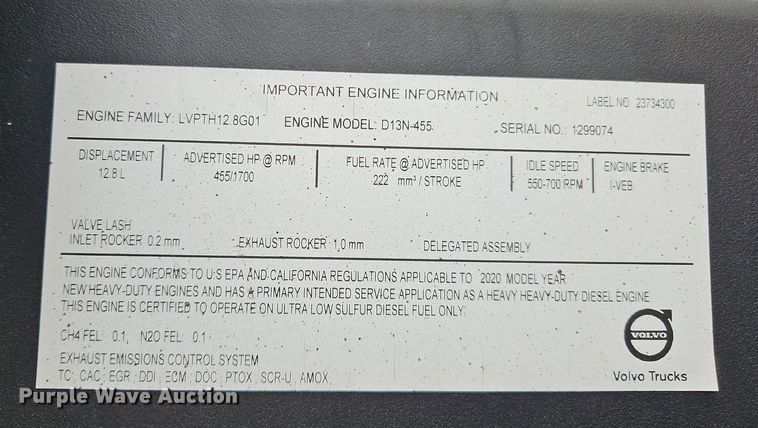 IMPORTANT ENGINE INFORMATION
LABEL NO 23734300
ENGINE FAMILY: LVPTH12.8G01 ENGINE MODEL: D13N-455 SERIAL NO.: 1299074
DISPLACEMENT ADVERTISED HP @ RPM FUEL RATE @ ADVERTISED HP IDLE SPEED ENGINE BRAKE
12.8 L 455/1700 222 mm³ / STROKE 550-700 RPM I-VEB
VALVE LASH
INLET ROCKER 0.2 mm EXHAUST ROCKER 1,0 mm DELEGATED ASSEMBLY
THIS ENGINE CONFORMS TO U.S EPA AND CALIFORNIA REGULATIONS APPLICABLE TO 2020 MODEL YEAR
NEW HEAVY-DUTY ENGINES AND HAS A PRIMARY INTENDED SERVICE APPLICATION AS A HEAVY HEAVY-DUTY DIESEL ENGINE.
THIS ENGINE IS CERTIFIED TO OPERATE ON ULTRA LOW SULFUR DIESEL FUEL ONLY
CH4 FEL: 0.1, N2O FEL: 0.1
EXHAUST EMISSIONS CONTROL SYSTEM
TC, CAC, EGR, DDI, ECM, DOC, PTOX, SCR-U, AMOX,
VOLVO
Volvo Trucks
Purple Wave Auction